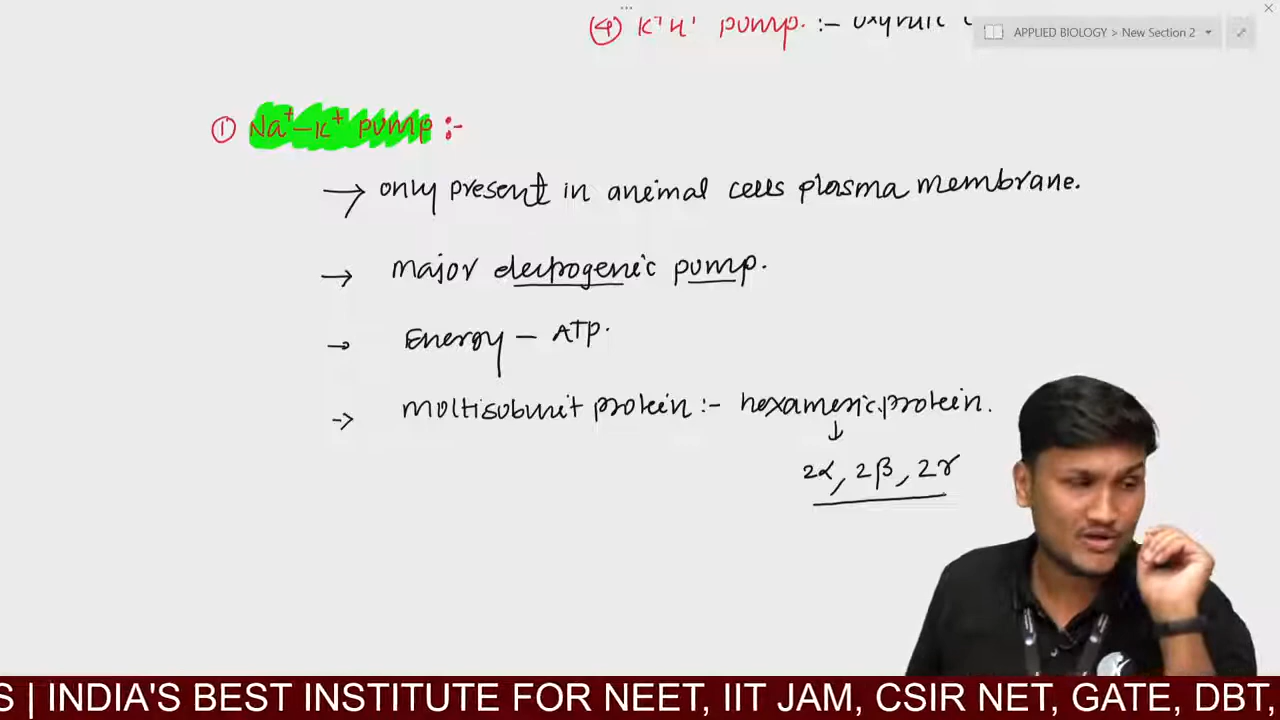 ④ K⁺H⁺ pump. :- oxyntic
APPLIED BIOLOGY > New Section 2
① Na⁺–K⁺ pump :-
→ only present in aneimal cells plasma membrane.
→ Major electrogenic pump.
→ Energy – ATP.
→ Multisubunit protein :- hexameric protein.
↓
2α, 2β, 2γ
S | INDIA'S BEST INSTITUTE FOR NEET, IIT JAM, CSIR NET, GATE, DBT,